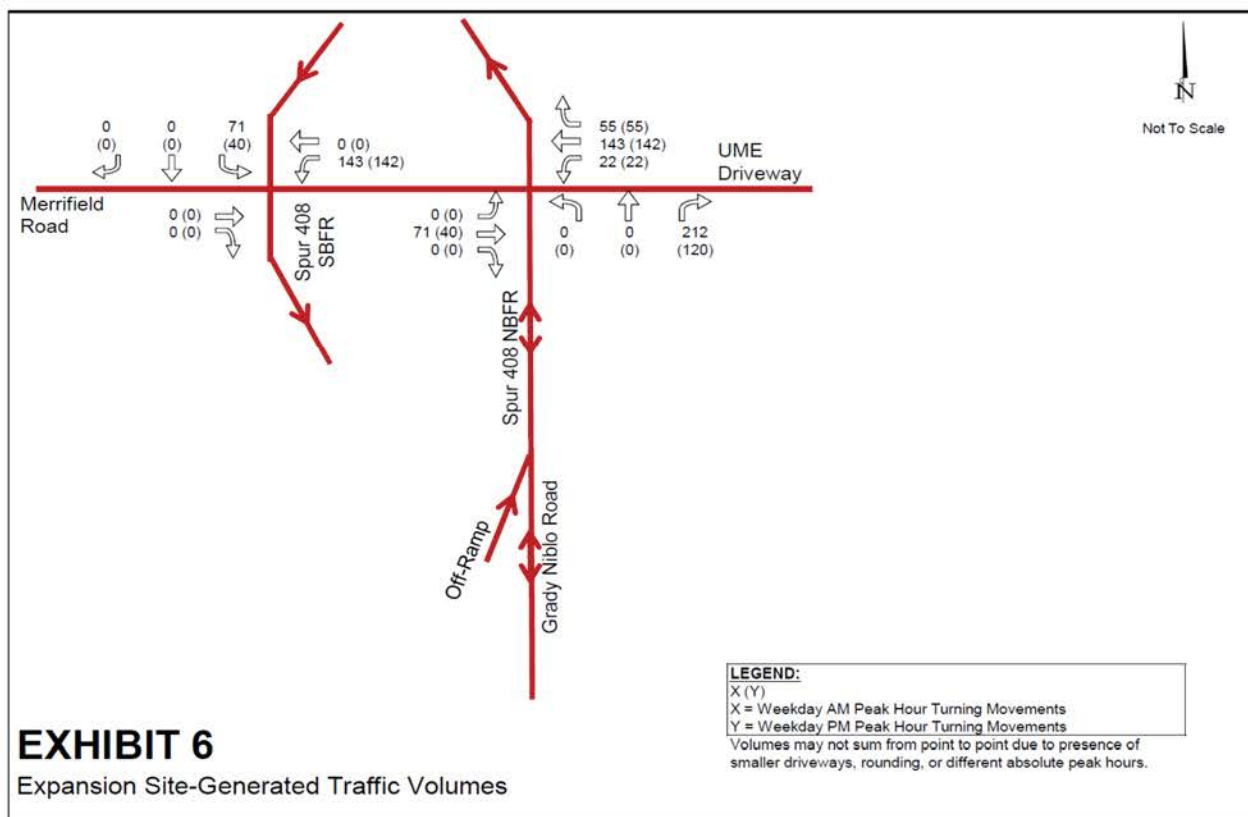 N
Not To Scale
0 0 71
(0) (0) (40)
0 (0)
143 (142)
55 (55)
143 (142)
22 (22)
UME
Driveway
Merrifield
Road
0 (0)
0 (0)
Spur 408
SBFR
0 (0)
71 (40)
0 (0)
0 0 212
(0) (0) (120)
Spur 408 NBFR
Off-Ramp
Grady Niblo Road
LEGEND:
X (Y)
X = Weekday AM Peak Hour Turning Movements
Y = Weekday PM Peak Hour Turning Movements
Volumes may not sum from point to point due to presence of
smaller driveways, rounding, or different absolute peak hours.
EXHIBIT 6
Expansion Site-Generated Traffic Volumes